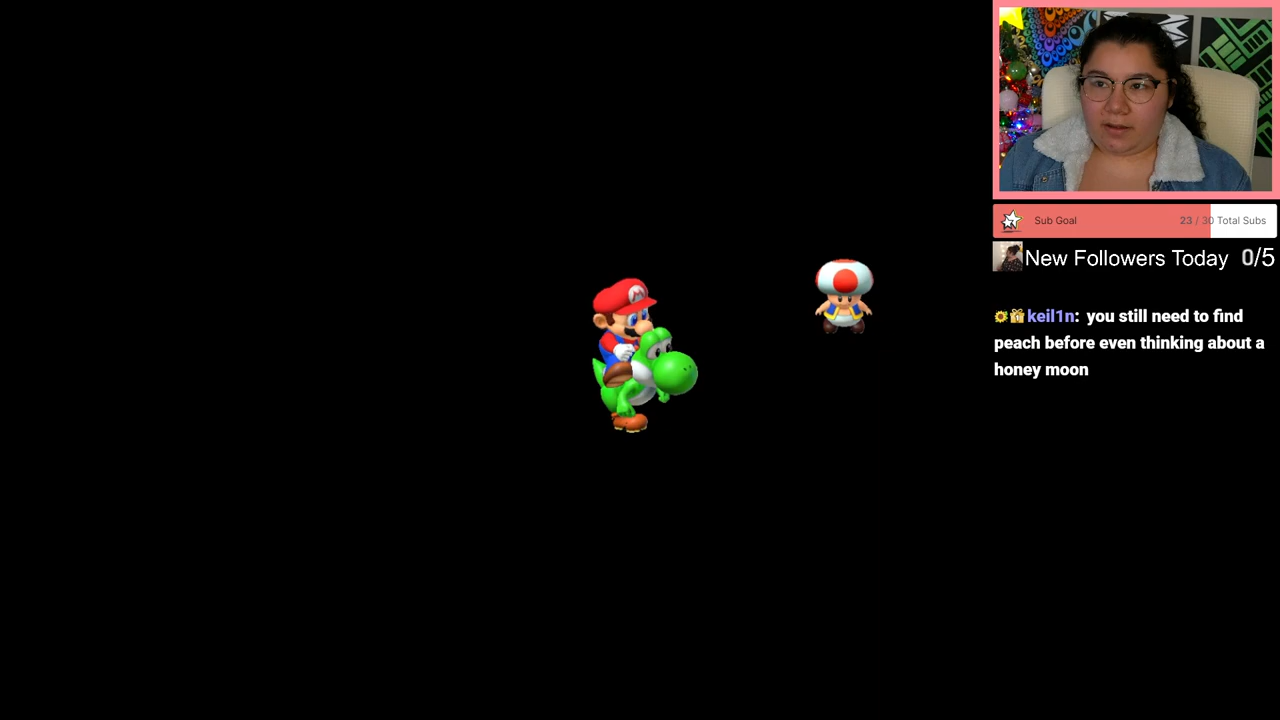 Sub Goal 23 / 30 Total Subs
New Followers Today 0/5
keil1n: you still need to find
peach before even thinking about a
honey moon